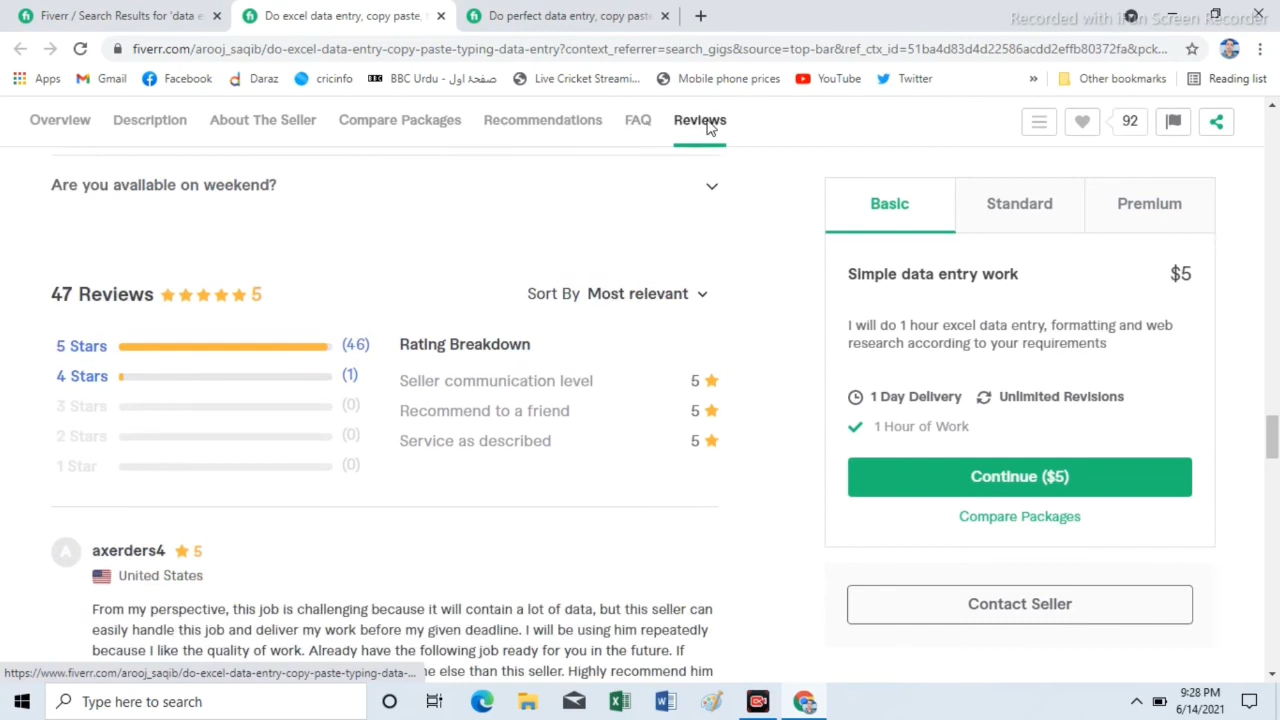 Fiverr / Search Results for 'data e
Do excel data entry, copy paste,
Do perfect data entry, copy paste
Recorded with iFun Screen Recorder
fiverr.com/arooj_saqib/do-excel-data-entry-copy-paste-typing-data-entry?context_referrer=search_gigs&source=top-bar&ref_ctx_id=51ba4d83d4d22586acdd2effb80372fa&pck...
Apps Gmail Facebook Daraz cricinfo BBC Urdu - صفحۂ اول Live Cricket Streami... Mobile phone prices YouTube Twitter » Other bookmarks Reading list
Overview Description About The Seller Compare Packages Recommendations FAQ Reviews 92
Are you available on weekend?
47 Reviews 5 Sort By Most relevant
5 Stars (46)
4 Stars (1)
3 Stars (0)
2 Stars (0)
1 Star (0)
Rating Breakdown
Seller communication level 5
Recommend to a friend 5
Service as described 5
A axerders4 5
United States
From my perspective, this job is challenging because it will contain a lot of data, but this seller can
easily handle this job and deliver my work before my given deadline. I will be using him repeatedly
because I like the quality of work. Already have the following job ready for you in the future. If
ne else than this seller. Highly recommend him
Basic Standard Premium
Simple data entry work $5
I will do 1 hour excel data entry, formatting and web
research according to your requirements
1 Day Delivery Unlimited Revisions
1 Hour of Work
Continue ($5)
Compare Packages
Contact Seller
https://www.fiverr.com/arooj_saqib/do-excel-data-entry-copy-paste-typing-data-...
Type here to search
9:28 PM
6/14/2021